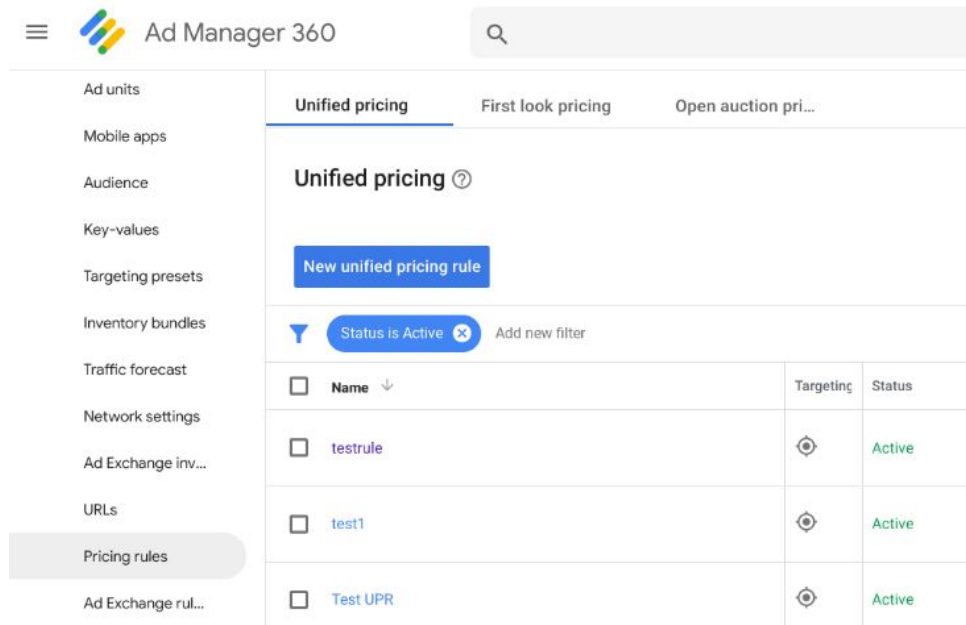 Ad Manager 360
Ad units
Mobile apps
Audience
Key-values
Targeting presets
Inventory bundles
Traffic forecast
Network settings
Ad Exchange inv...
URLs
Pricing rules
Ad Exchange rul...
Unified pricing First look pricing Open auction pri...
Unified pricing
New unified pricing rule
Status is Active Add new filter
Name Targeting Status
testrule Active
test1 Active
Test UPR Active